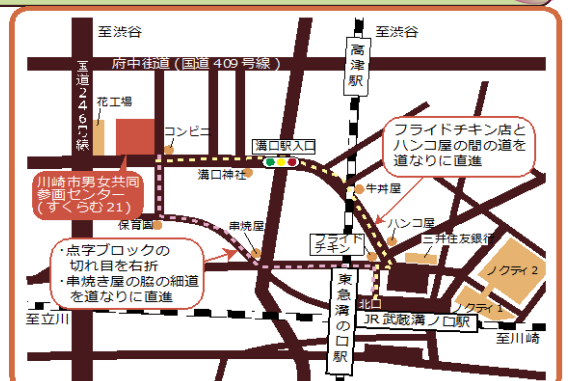 至渋谷
至渋谷
府中街道(国道409号線)
高津駅
国道246号線
花工場
コンビニ
溝口駅入口
フライドチキン店と
ハンコ屋の間の道を
道なりに直進
川崎市男女共同
参画センター
(すくらむ21)
溝口神社
牛丼屋
保育園
串焼屋
ハンコ屋
フライド
チキン
三井住友銀行
・点字ブロックの
切れ目を右折
・串焼き屋の脇の細道
を道なりに直進
ノクティ2
ノクティ1
北口
東急溝の口駅
JR武蔵溝ノ口駅
至立川
至川崎